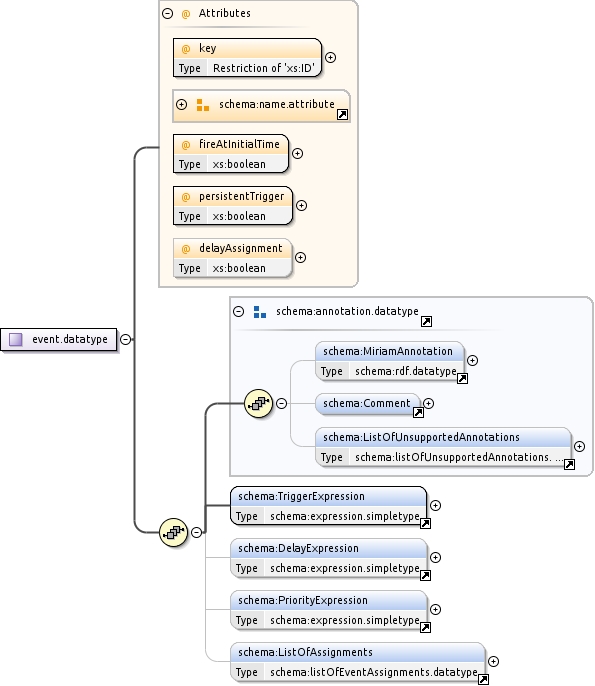 @ Attributes
@ key
Type Restriction of 'xs:ID'
schema:name.attribute
@ fireAtInitialTime
Type xs:boolean
@ persistentTrigger
Type xs:boolean
@ delayAssignment
Type xs:boolean
event.datatype
schema:annotation.datatype
schema:MiriamAnnotation
Type schema:rdf.datatype
schema:Comment
schema:ListOfUnsupportedAnnotations
Type schema:listOfUnsupportedAnnotations. ...
schema:TriggerExpression
Type schema:expression.simpletype
schema:DelayExpression
Type schema:expression.simpletype
schema:PriorityExpression
Type schema:expression.simpletype
schema:ListOfAssignments
Type schema:listOfEventAssignments.datatype